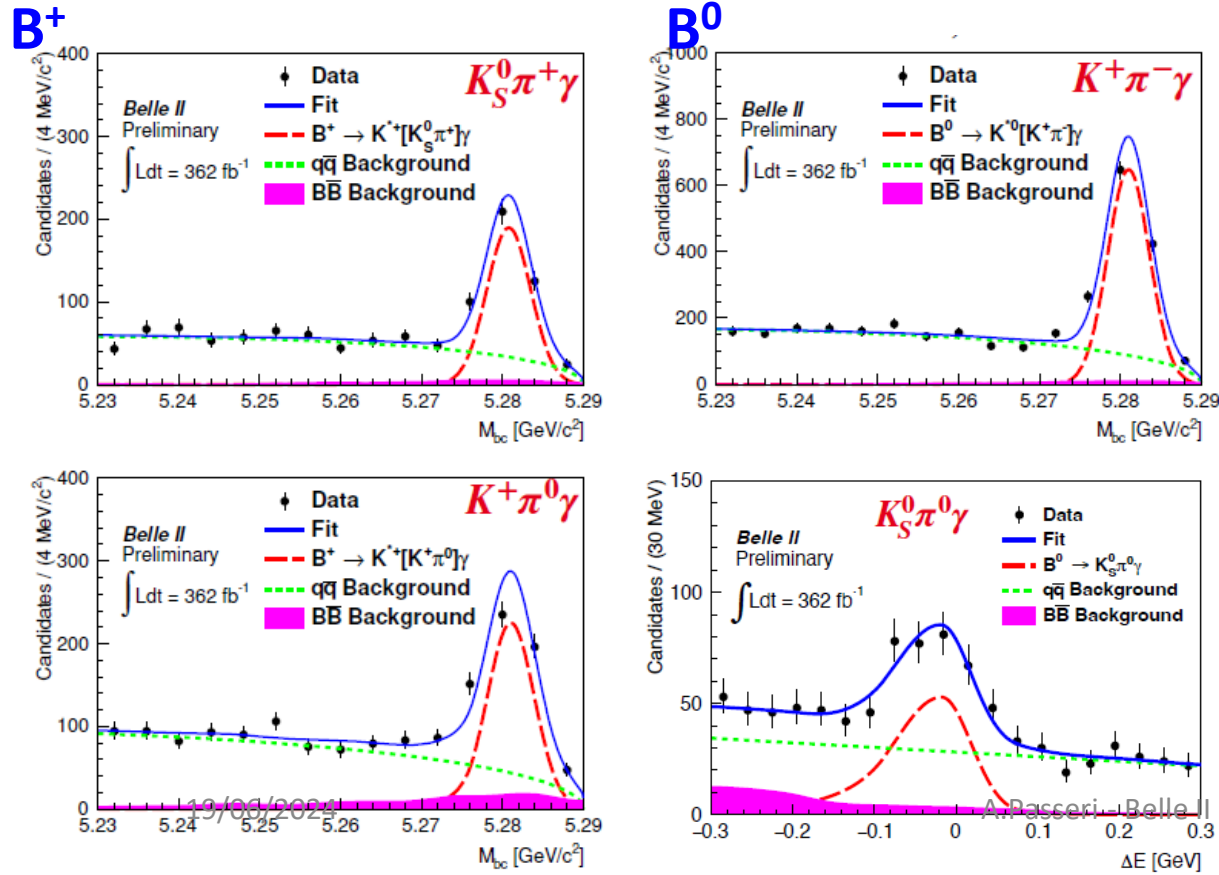 B⁺
B⁰
Candidates / (4 MeV/c²)
400
300
200
100
0
K⁰_Sπ⁺γ
Data
Fit
B⁺ → K*⁺[K⁰_Sπ⁺]γ
qq̅ Background
BB̅ Background
Belle II
Preliminary
∫ Ldt = 362 fb⁻¹
5.23 5.24 5.25 5.26 5.27 5.28 5.29
M_bc [GeV/c²]
Candidates / (4 MeV/c²)
1000
800
600
400
200
0
K⁺π⁻γ
Data
Fit
B⁰ → K*⁰[K⁺π⁻]γ
qq̅ Background
BB̅ Background
Belle II
Preliminary
∫ Ldt = 362 fb⁻¹
5.23 5.24 5.25 5.26 5.27 5.28 5.29
M_bc [GeV/c²]
Candidates / (4 MeV/c²)
400
300
200
100
0
K⁺π⁰γ
Data
Fit
B⁺ → K*⁺[K⁺π⁰]γ
qq̅ Background
BB̅ Background
Belle II
Preliminary
∫ Ldt = 362 fb⁻¹
19/06/2024
5.23 5.24 5.25 5.26 5.27 5.28 5.29
M_bc [GeV/c²]
Candidates / (30 MeV)
150
100
50
0
K⁰_Sπ⁰γ
Data
Fit
B⁰ → K⁰_Sπ⁰γ
qq̅ Background
BB̅ Background
Belle II
Preliminary
∫ Ldt = 362 fb⁻¹
A.Passeri - Belle II
-0.3 -0.2 -0.1 0 0.1 0.2 0.3
ΔE [GeV]